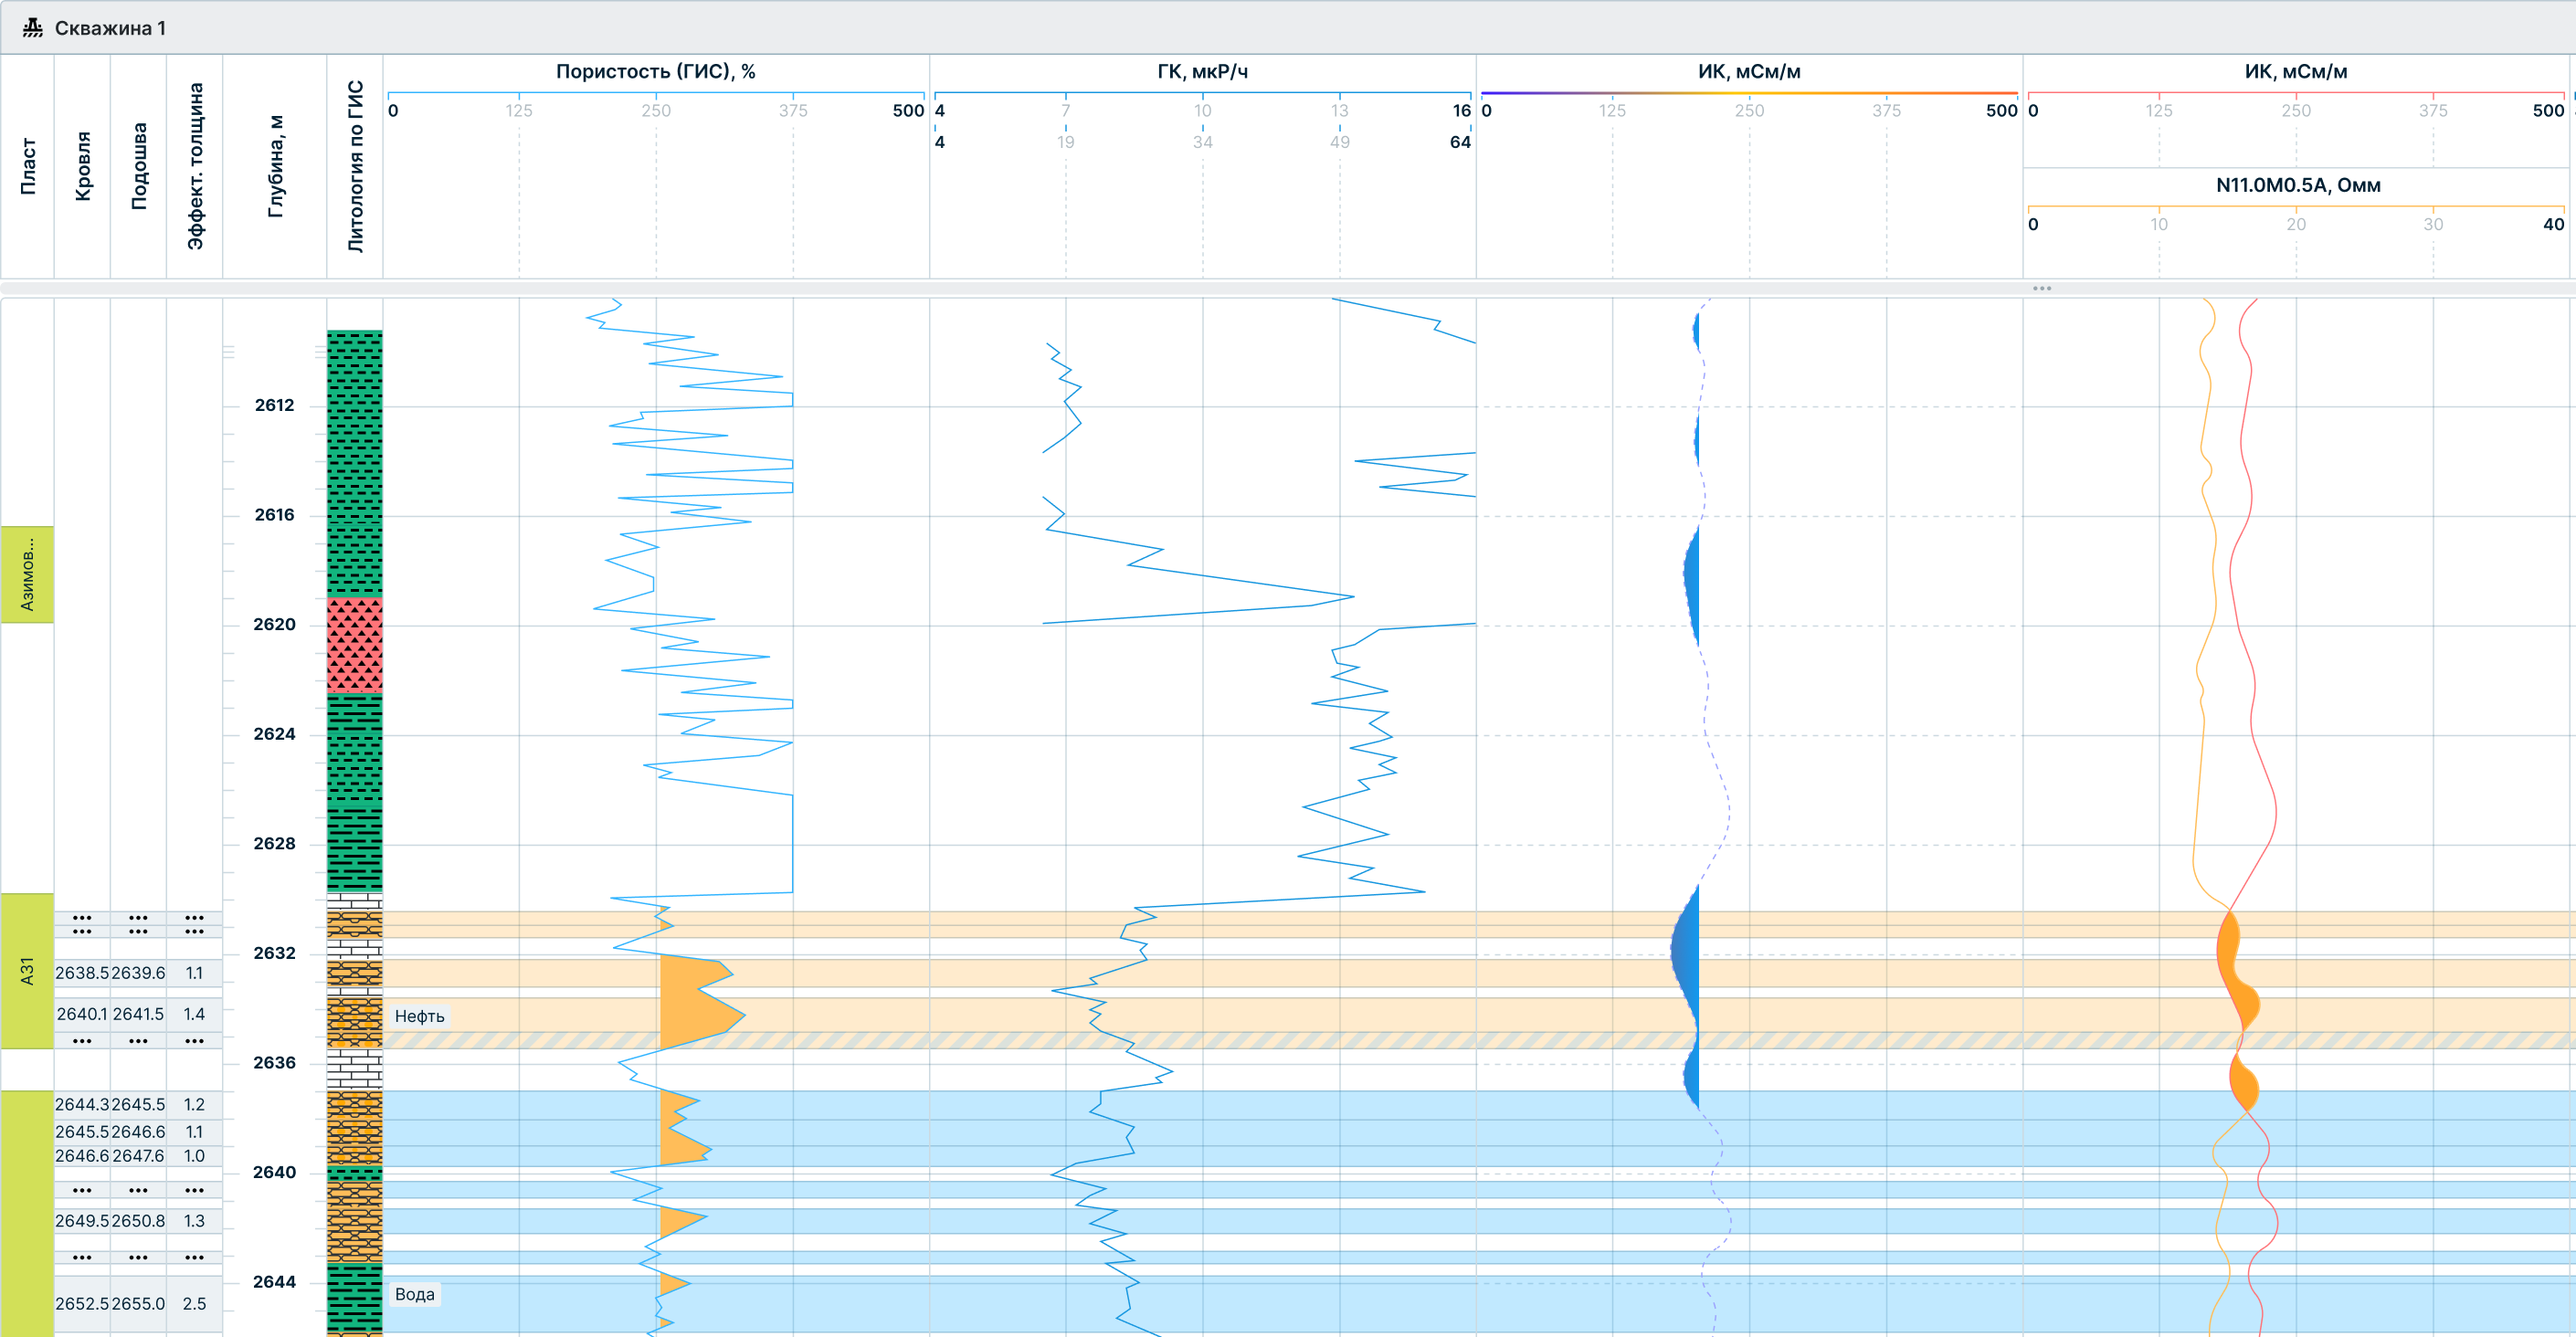 Скважина 1
Пласт
Кровля
Подошва
Эффект. толщина
Глубина, м
Литология по ГИС
Пористость (ГИС), %
0 125 250 375 500
ГК, мкР/ч
4 7 10 13 16
4 19 34 49 64
ИК, мСм/м
0 125 250 375 500
ИК, мСм/м
0 125 250 375 500
N11.0M0.5A, Омм
0 10 20 30 40
2612
2616
Азимов...
2620
2624
2628
... ... ...
... ... ...
2632
А31
2638.5 2639.6 1.1
2640.1 2641.5 1.4
Нефть
... ... ...
2636
2644.3 2645.5 1.2
2645.5 2646.6 1.1
2646.6 2647.6 1.0
2640
... ... ...
2649.5 2650.8 1.3
... ... ...
2644
Вода
2652.5 2655.0 2.5